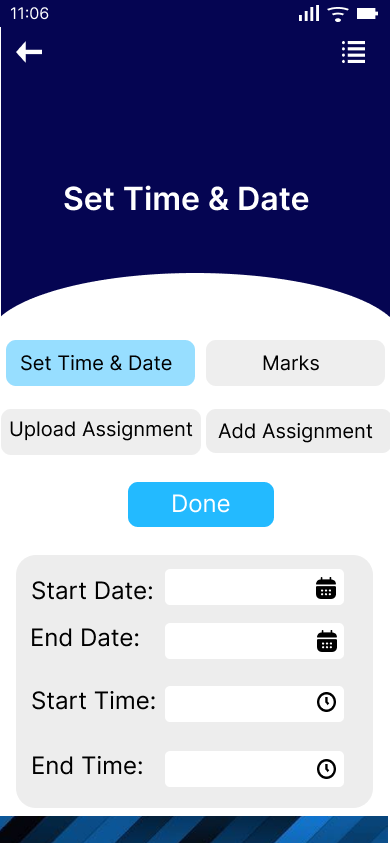 11:06
Set Time & Date
Set Time & Date
Marks
Upload Assignment
Add Assignment
Done
Start Date:
End Date:
Start Time:
End Time: